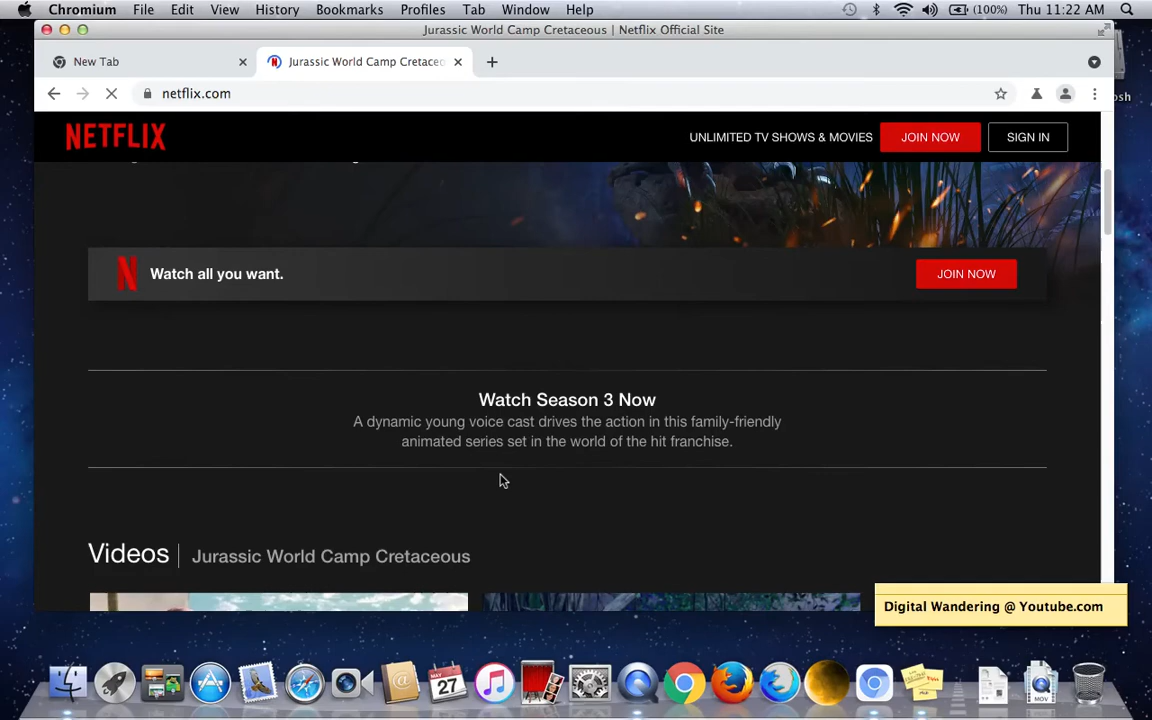 Chromium File Edit View History Bookmarks Profiles Tab Window Help (100%) Thu 11:22 AM
Jurassic World Camp Cretaceous | Netflix Official Site
New Tab Jurassic World Camp Cretaceo
netflix.com
NETFLIX UNLIMITED TV SHOWS & MOVIES JOIN NOW SIGN IN
N Watch all you want. JOIN NOW
Watch Season 3 Now
A dynamic young voice cast drives the action in this family-friendly
animated series set in the world of the hit franchise.
Videos Jurassic World Camp Cretaceous
Digital Wandering @ Youtube.com
27